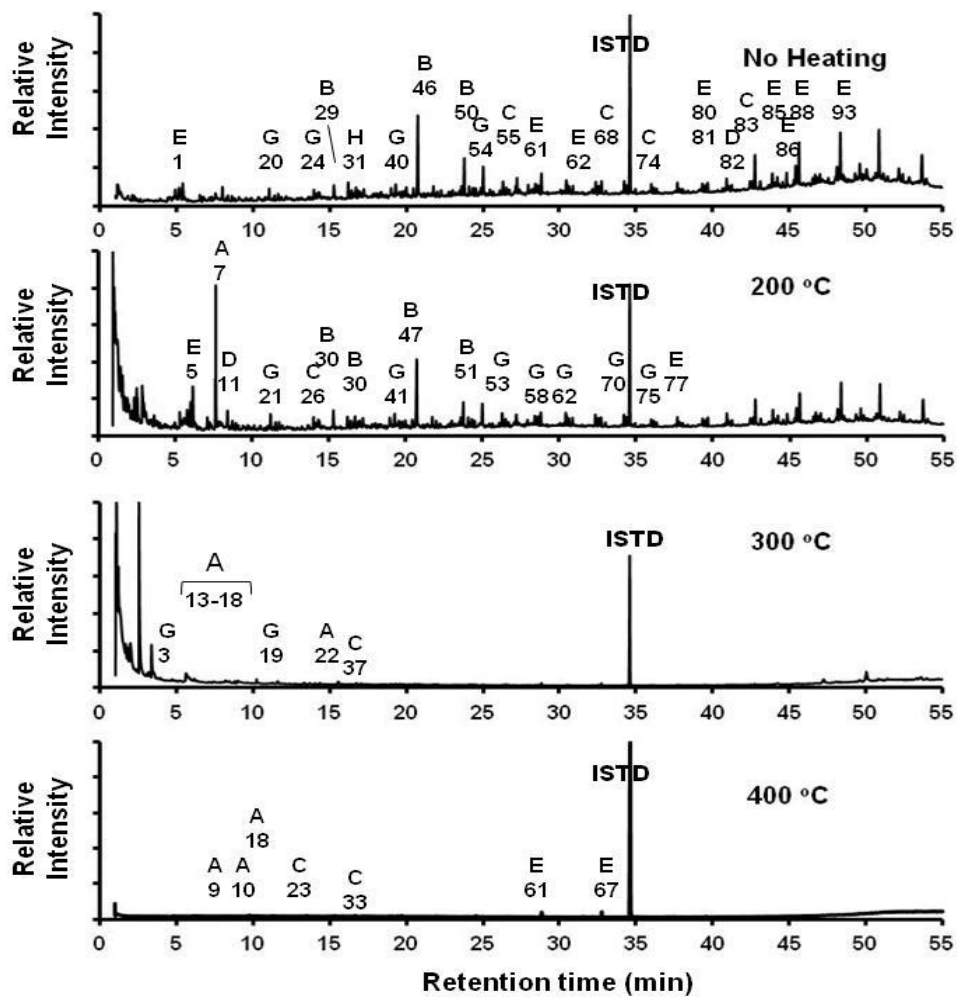 Relative Intensity
ISTD
No Heating
B
B
B
E G G H G
29 46 50 C E C E C E E E
G 55 61 E 68 C 80 83 85 88 93
1 20 24 31 40 54 62 74 81 D E
82 86
0 5 10 15 20 25 30 35 40 45 50 55
Relative Intensity
A
7
ISTD
200 °C
B
B 47
E 30 B G G E
5 D G C B G 51 53 G G 70 G 77
11 21 26 30 41 58 62 75
0 5 10 15 20 25 30 35 40 45 50 55
Relative Intensity
ISTD
300 °C
A
13-18
G G A C
3 19 22 37
0 5 10 15 20 25 30 35 40 45 50 55
Relative Intensity
ISTD
400 °C
A
18
A A C C E E
9 10 23 33 61 67
0 5 10 15 20 25 30 35 40 45 50 55
Retention time (min)